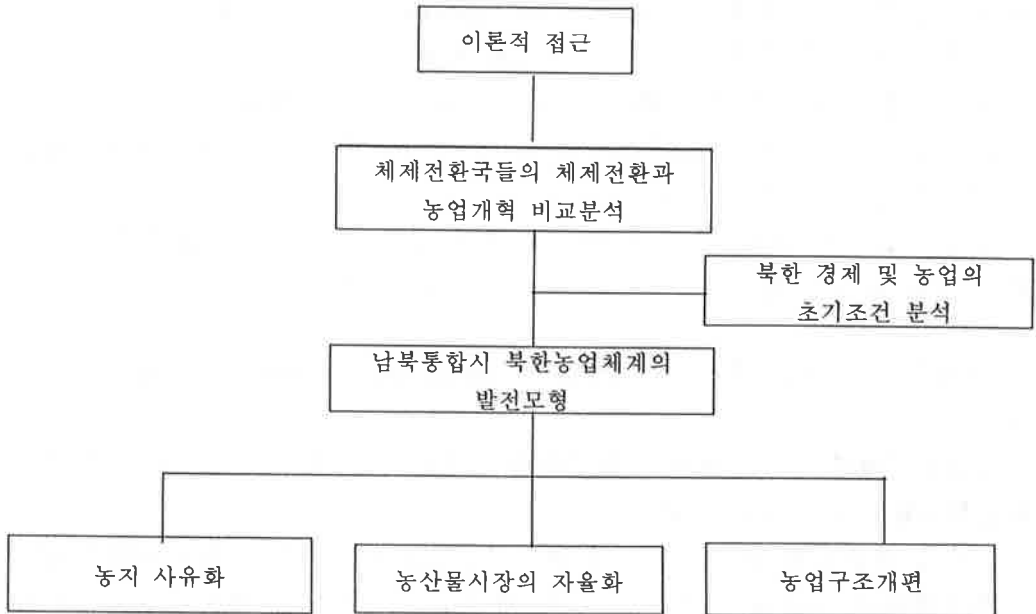 이론적 접근
체제전환국들의 체제전환과
농업개혁 비교분석
북한 경제 및 농업의
초기조건 분석
남북통합시 북한농업체계의
발전모형
농지 사유화
농산물시장의 자율화
농업구조개편